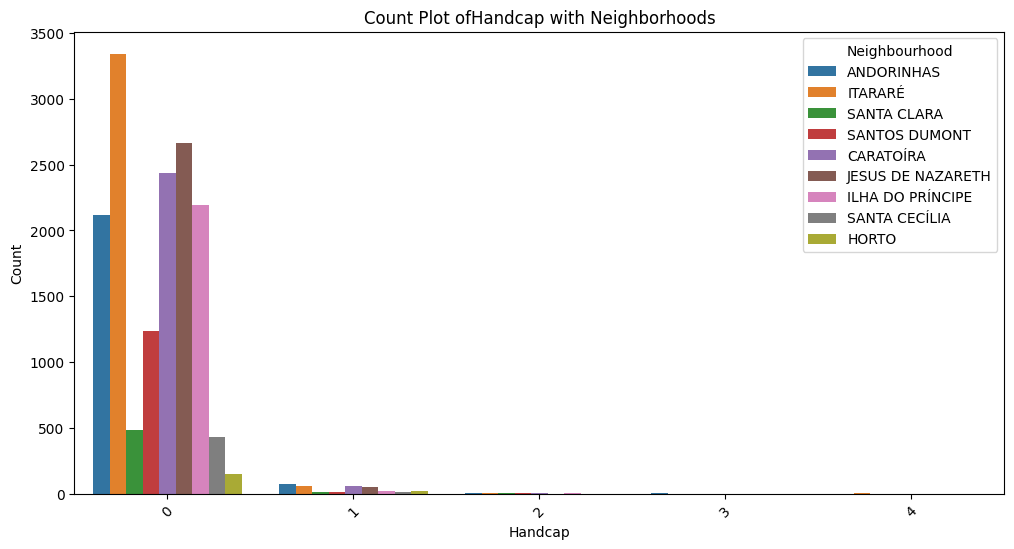 Count Plot ofHandcap with Neighborhoods
3500
3000
2500
2000
1500
1000
500
0
Count
0
1
2
3
4
Handcap
Neighbourhood
ANDORINHAS
ITARARÉ
SANTA CLARA
SANTOS DUMONT
CARATOÍRA
JESUS DE NAZARETH
ILHA DO PRÍNCIPE
SANTA CECÍLIA
HORTO